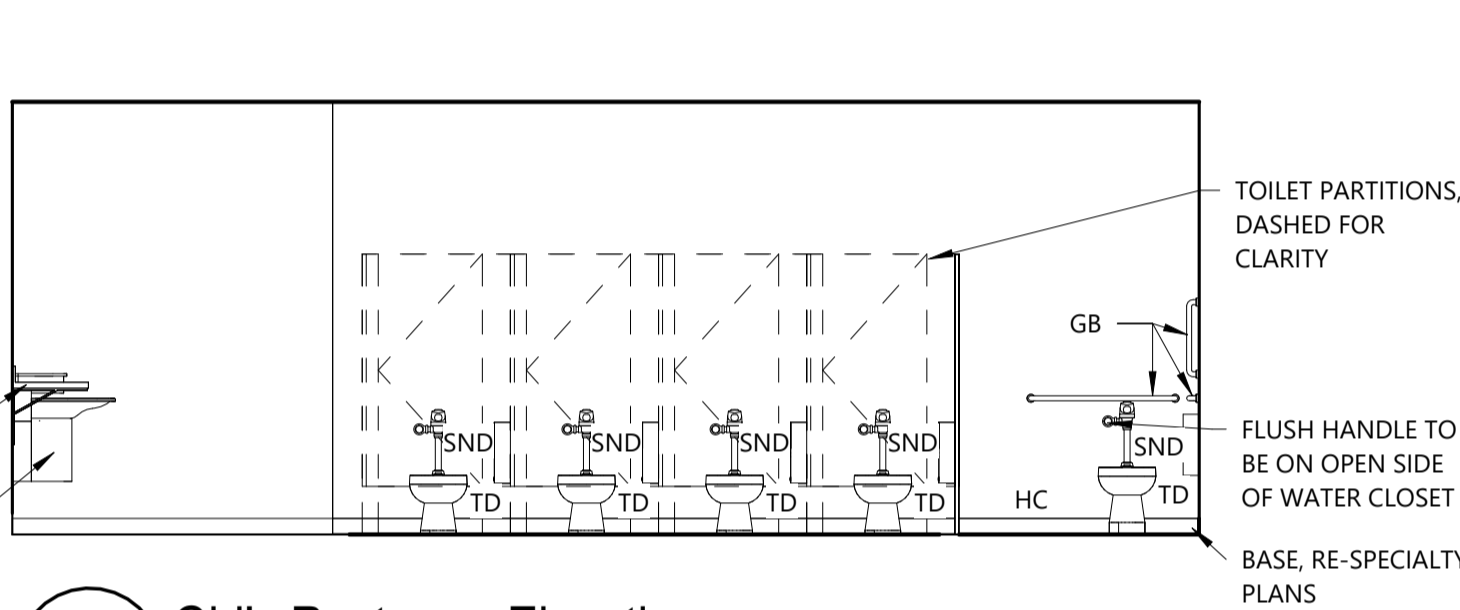 TOILET PARTITIONS,
DASHED FOR
CLARITY
GB
SND
SND
SND
SND
SND
FLUSH HANDLE TO
BE ON OPEN SIDE
OF WATER CLOSET
TD
TD
TD
TD
HC
TD
BASE, RE-SPECIALTY
PLANS